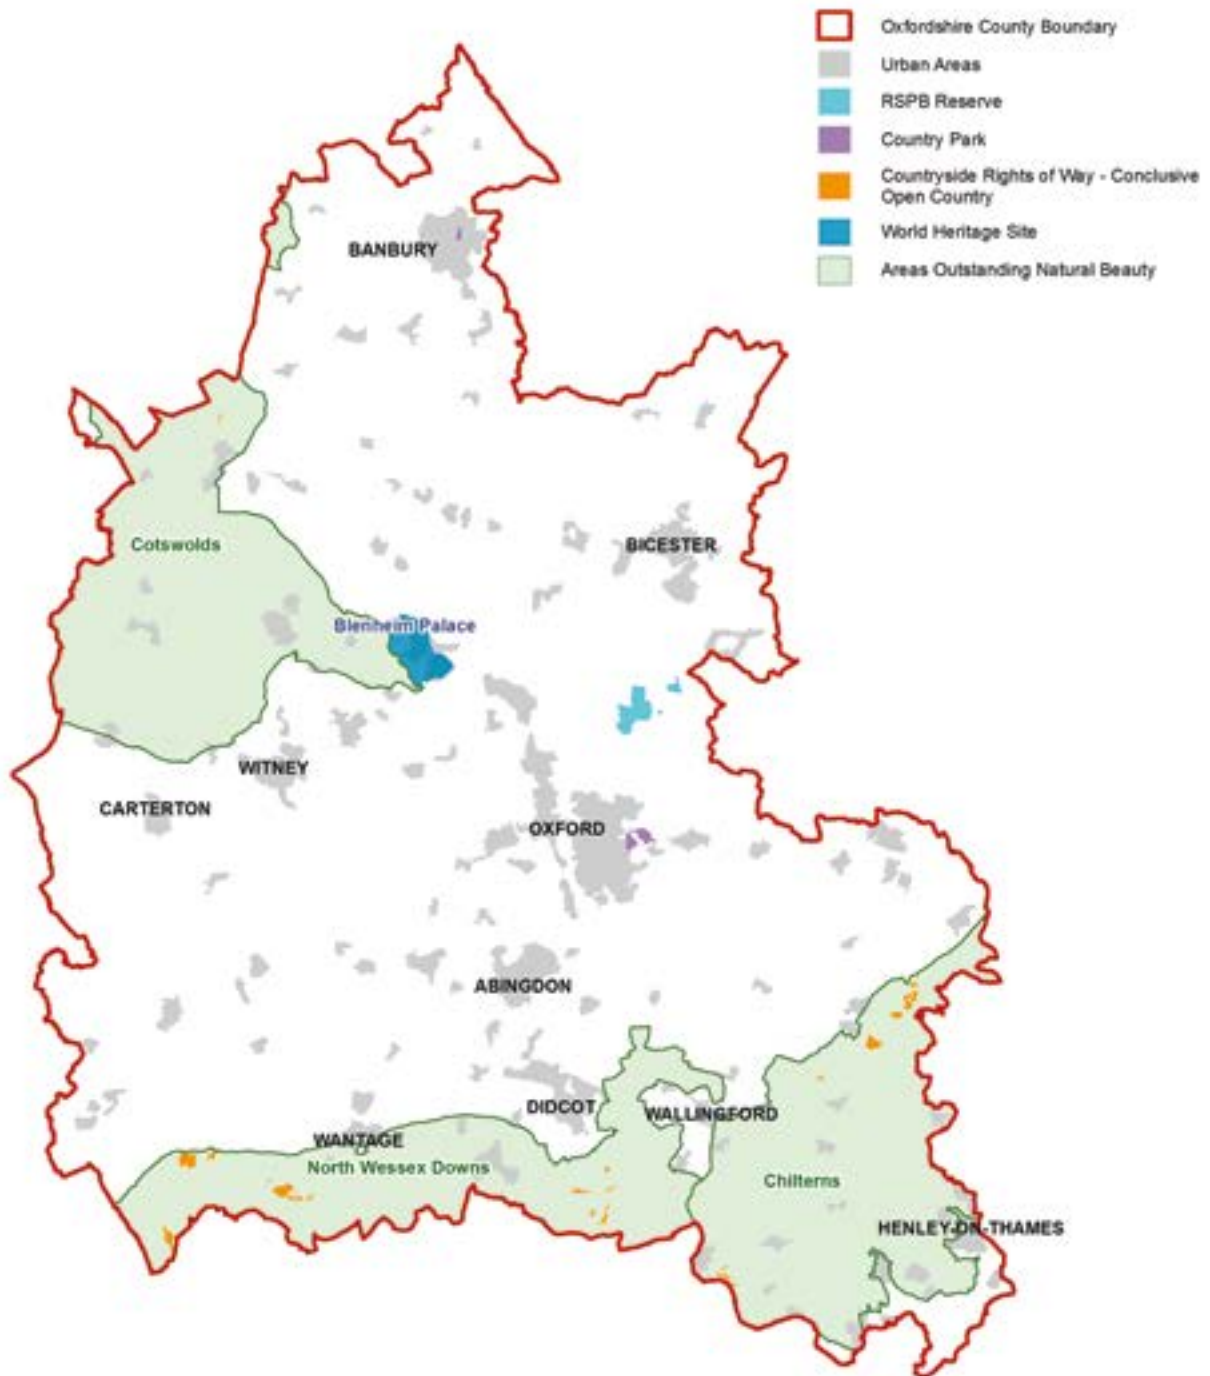 Oxfordshire County Boundary
Urban Areas
RSPB Reserve
Country Park
Countryside Rights of Way - Conclusive
Open Country
World Heritage Site
Areas Outstanding Natural Beauty
BANBURY
Cotswolds
BICESTER
Blenheim Palace
WITNEY
CARTERTON
OXFORD
ABINGDON
DIDCOT
WALLINGFORD
WANTAGE
North Wessex Downs
Chilterns
HENLEY-ON-THAMES